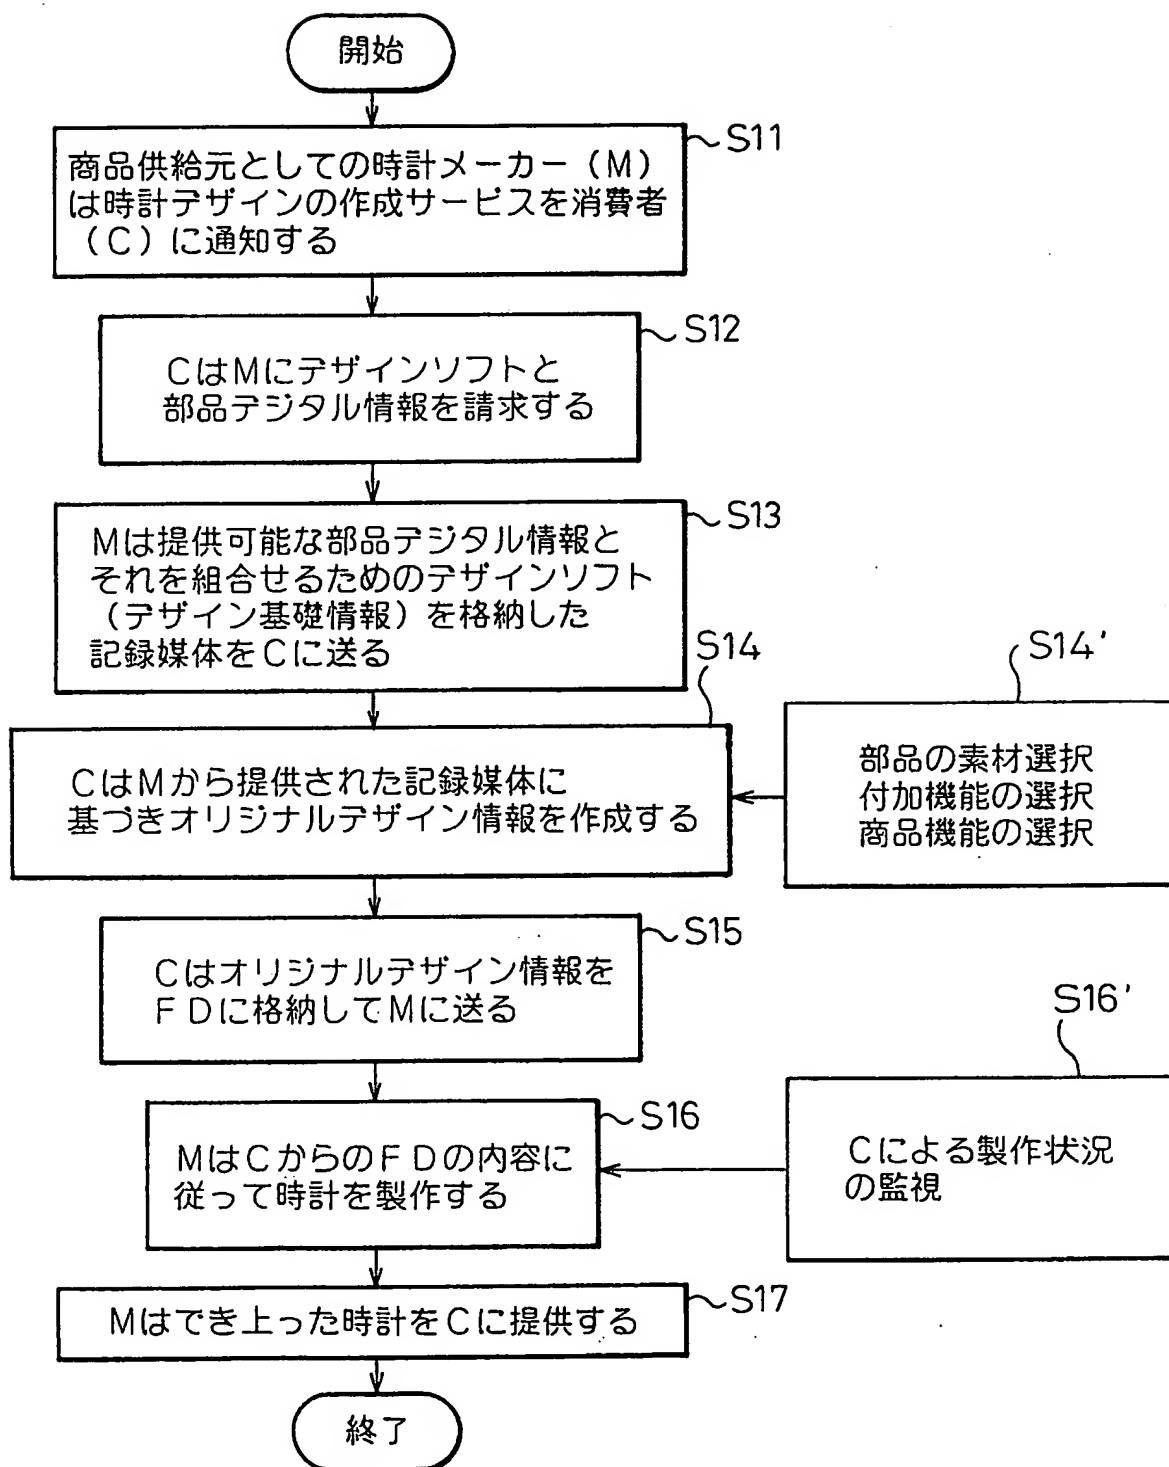 開始
S11
商品供給元としての時計メーカー（M）
は時計デザインの作成サービスを消費者
（C）に通知する
S12
CはMにデザインソフトと
部品デジタル情報を請求する
S13
Mは提供可能な部品デジタル情報と
それを組合せるためのデザインソフト
（デザイン基礎情報）を格納した
記録媒体をCに送る
S14
CはMから提供された記録媒体に
基づきオリジナルデザイン情報を作成する
S14'
部品の素材選択
付加機能の選択
商品機能の選択
S15
Cはオリジナルデザイン情報を
FDに格納してMに送る
S16
MはCからのFDの内容に
従って時計を製作する
S16'
Cによる製作状況
の監視
S17
Mはでき上った時計をCに提供する
終了